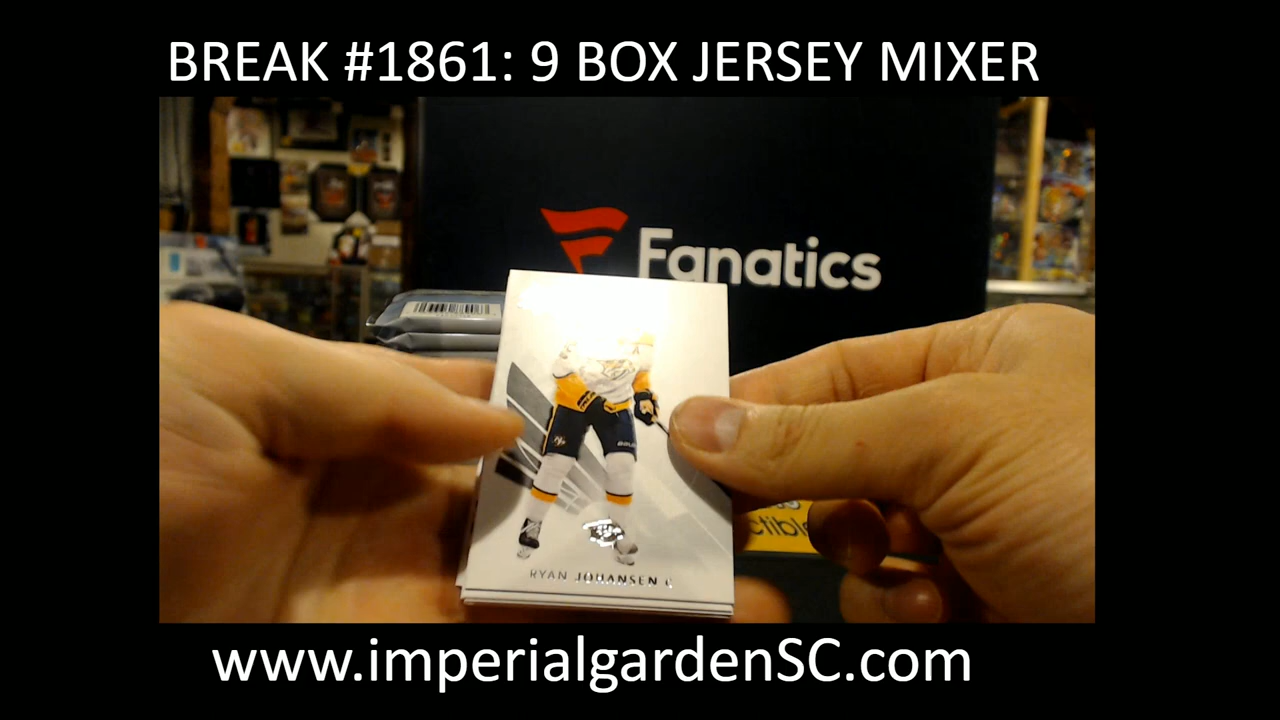 BREAK #1861: 9 BOX JERSEY MIXER
Fanatics
RYAN JOHANSEN C
www.imperialgardenSC.com